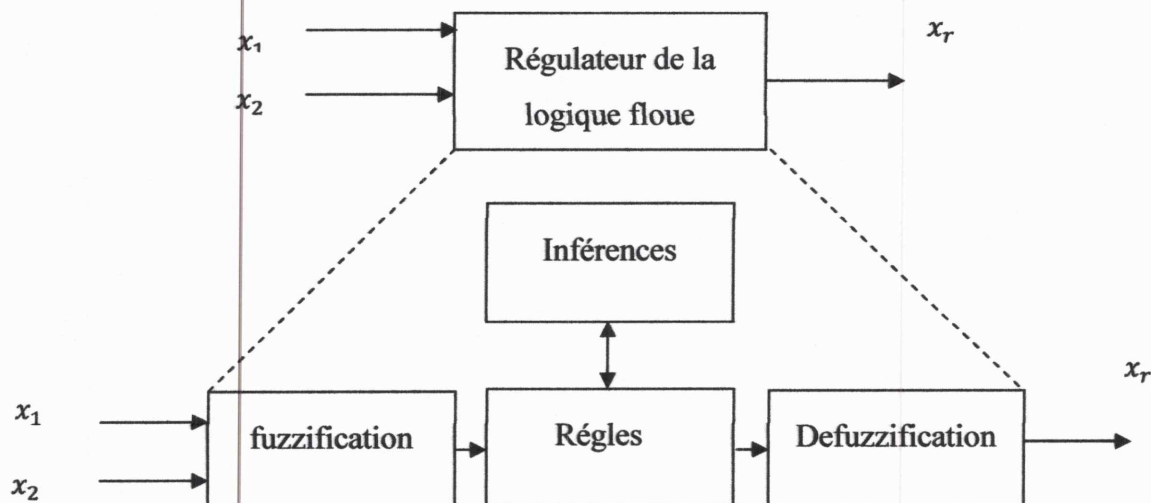 x₁
x₂
Régulateur de la
logique floue
xᵣ
Inférences
x₁
x₂
fuzzification
Régles
Defuzzification
xᵣ